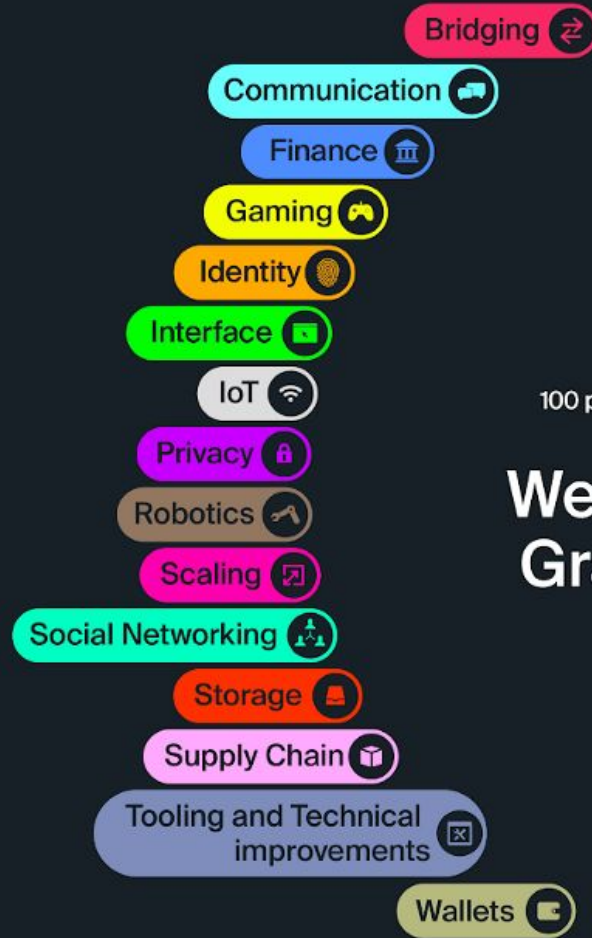 Bridging
Communication
Finance
Gaming
Identity
Interface
IoT
100 p
Privacy
We
Robotics
Gr
Scaling
Social Networking
Storage
Supply Chain
Tooling and Technical
improvements
Wallets